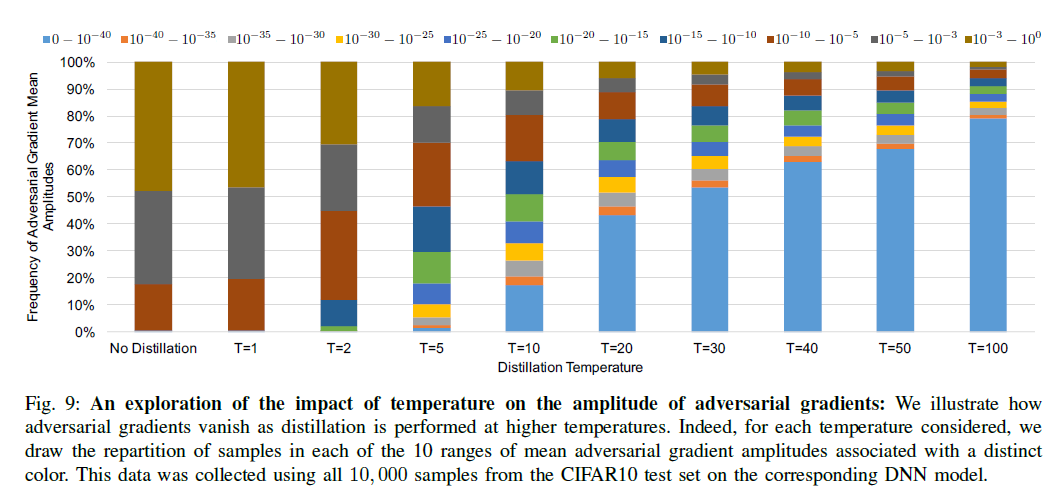 0 − 10^−40 10^−40 − 10^−35 10^−35 − 10^−30 10^−30 − 10^−25 10^−25 − 10^−20 10^−20 − 10^−15 10^−15 − 10^−10 10^−10 − 10^−5 10^−5 − 10^−3 10^−3 − 10^0
Frequency of Adversarial Gradient Mean
Amplitudes
100%
90%
80%
70%
60%
50%
40%
30%
20%
10%
0%
No Distillation T=1 T=2 T=5 T=10 T=20 T=30 T=40 T=50 T=100
Distillation Temperature
Fig. 9: An exploration of the impact of temperature on the amplitude of adversarial gradients: We illustrate how
adversarial gradients vanish as distillation is performed at higher temperatures. Indeed, for each temperature considered, we
draw the repartition of samples in each of the 10 ranges of mean adversarial gradient amplitudes associated with a distinct
color. This data was collected using all 10, 000 samples from the CIFAR10 test set on the corresponding DNN model.